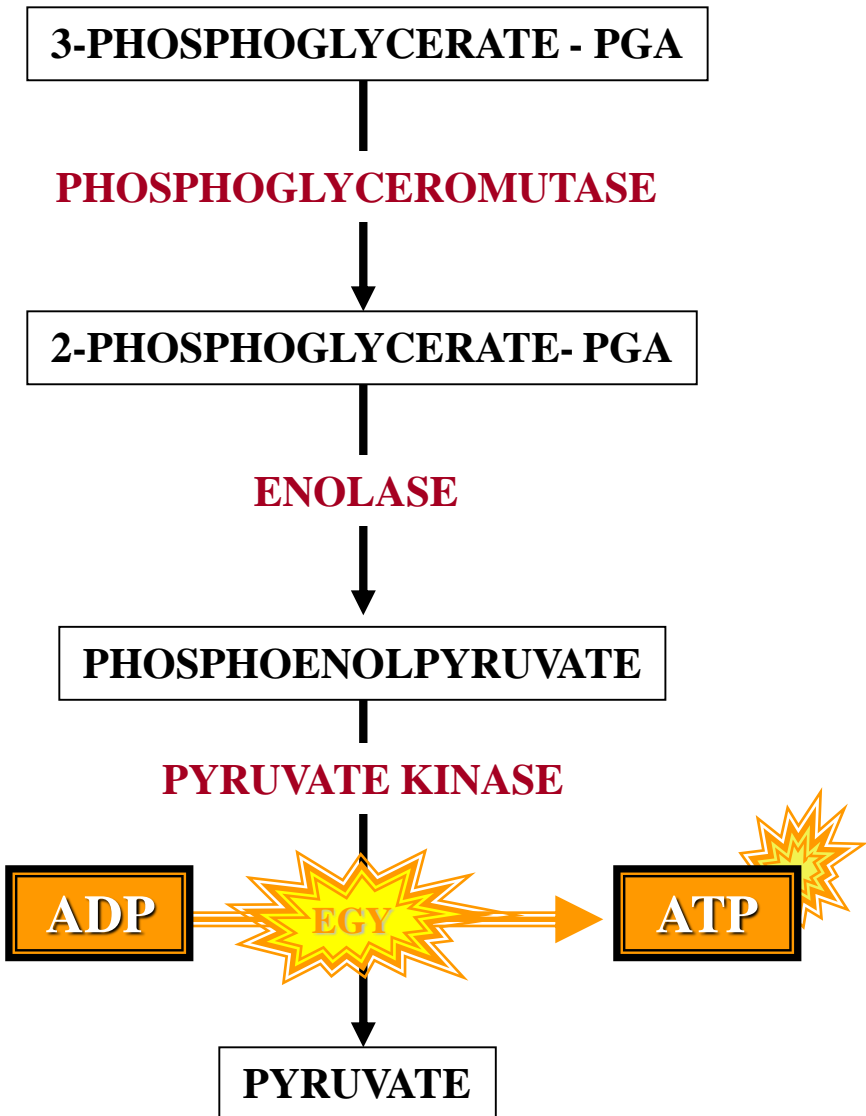 3-PHOSPHOGLYCERATE - PGA
PHOSPHOGLYCEROMUTASE
2-PHOSPHOGLYCERATE- PGA
ENOLASE
PHOSPHOENOLPYRUVATE
PYRUVATE KINASE
ADP EGY ATP
PYRUVATE